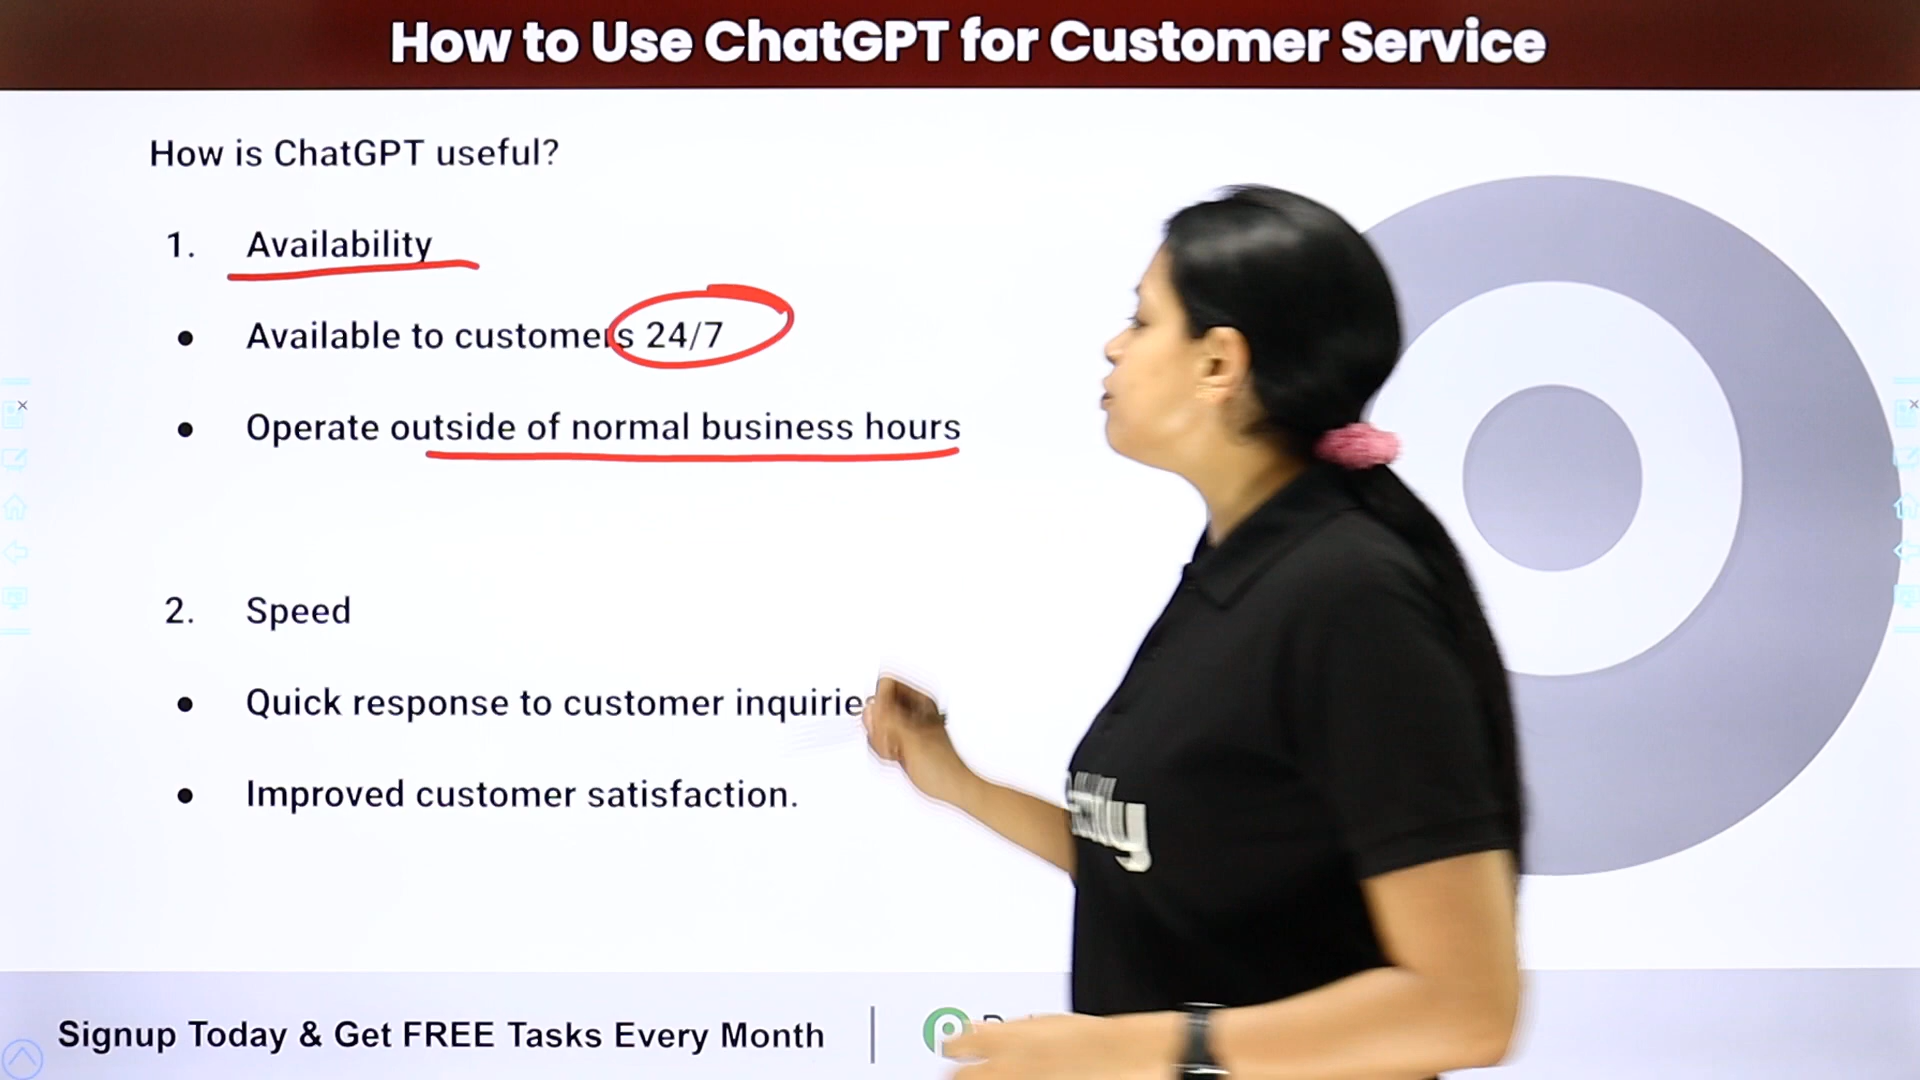 How to Use ChatGPT for Customer Service
How is ChatGPT useful?
1. Availability
● Available to customers 24/7
● Operate outside of normal business hours
2. Speed
● Quick response to customer inquiries
● Improved customer satisfaction.
Signup Today & Get FREE Tasks Every Month